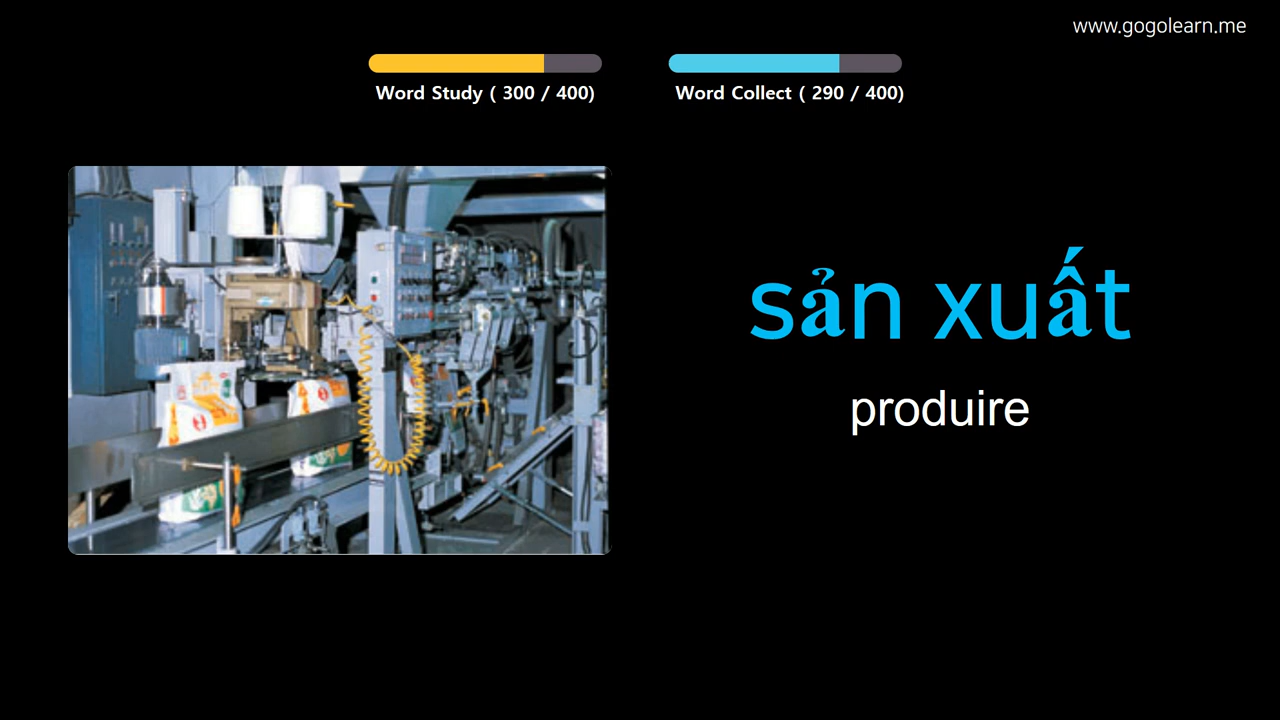 www.gogolearn.me
Word Study ( 300 / 400)
Word Collect ( 290 / 400)
sản xuất
produire